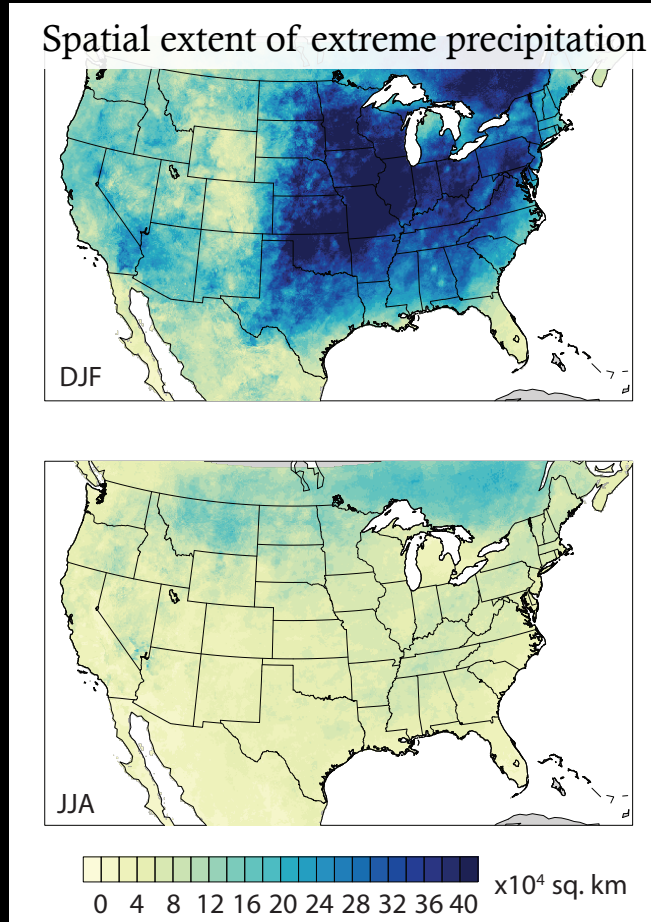 Spatial extent of extreme precipitation
DJF
JJA
0 4 8 12 16 20 24 28 32 36 40 x10⁴ sq. km